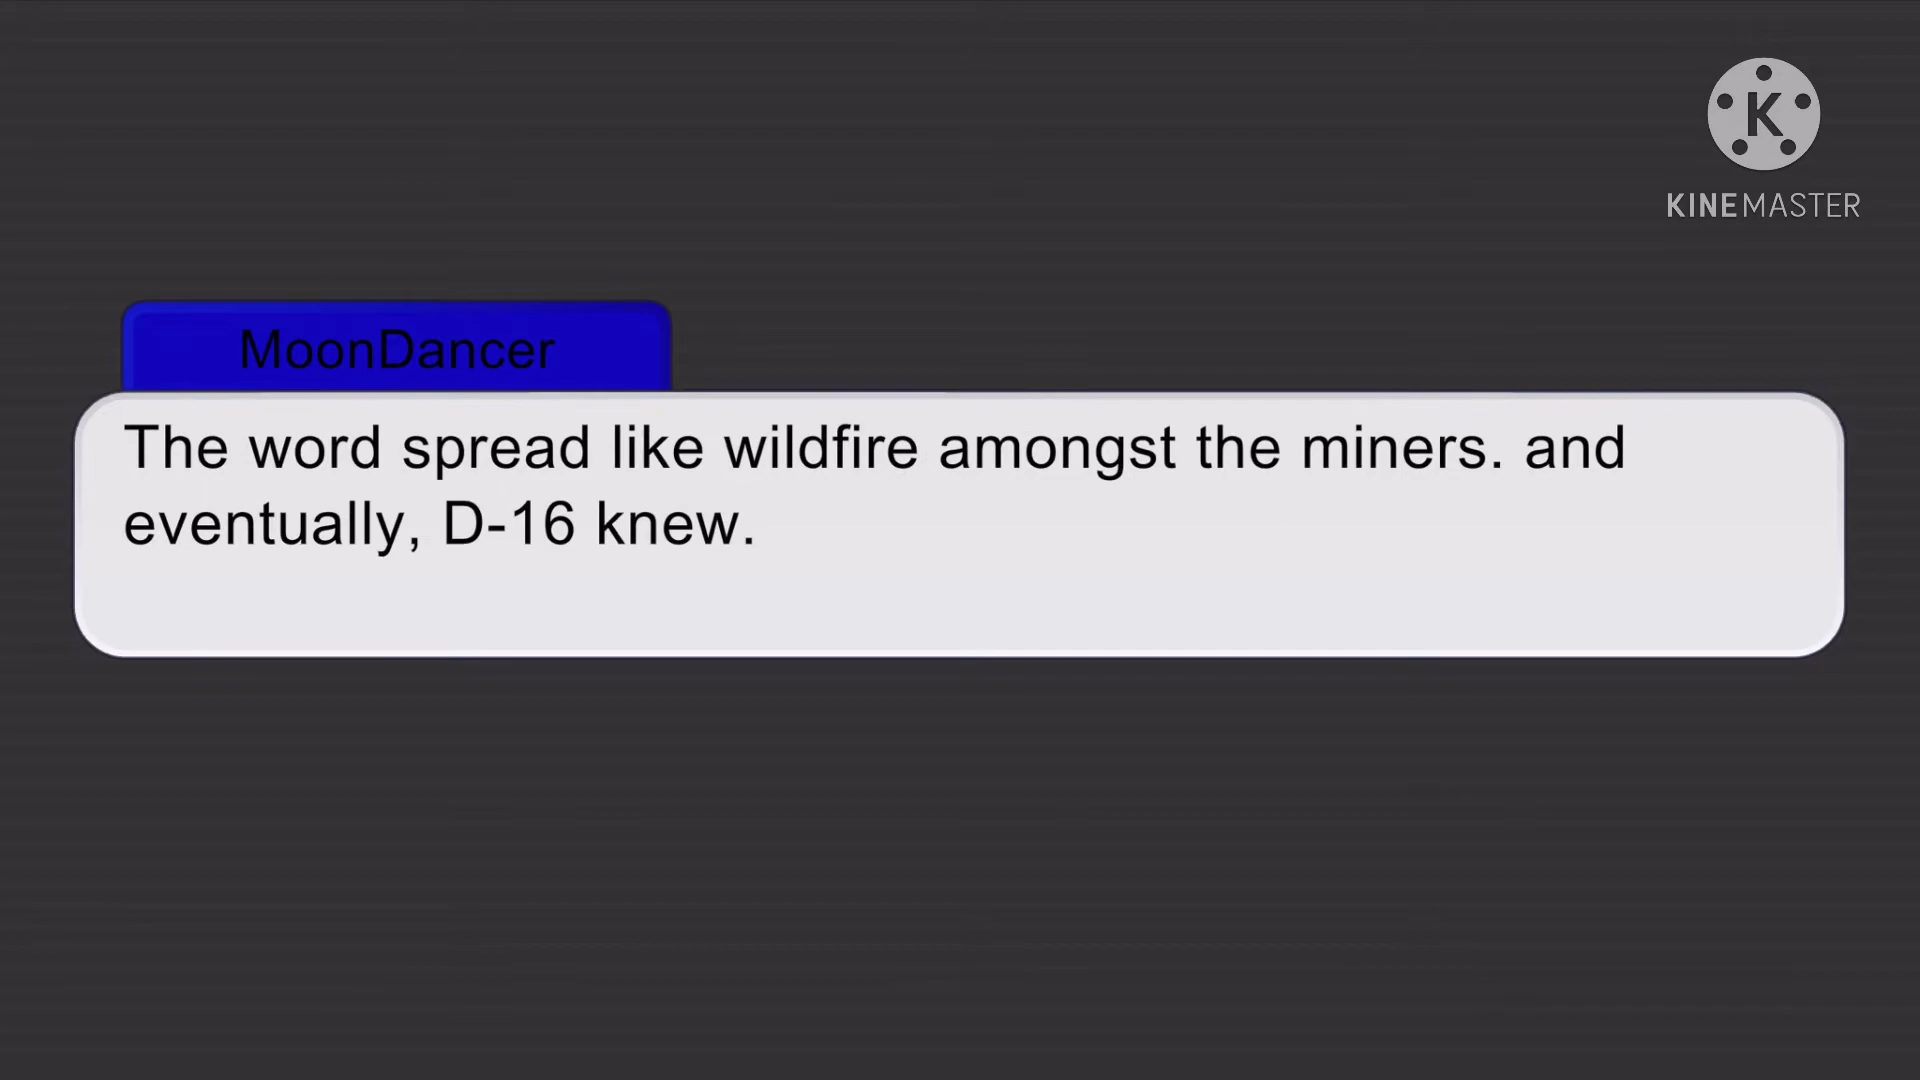 K
KINEMASTER
MoonDancer
The word spread like wildfire amongst the miners. and
eventually, D-16 knew.